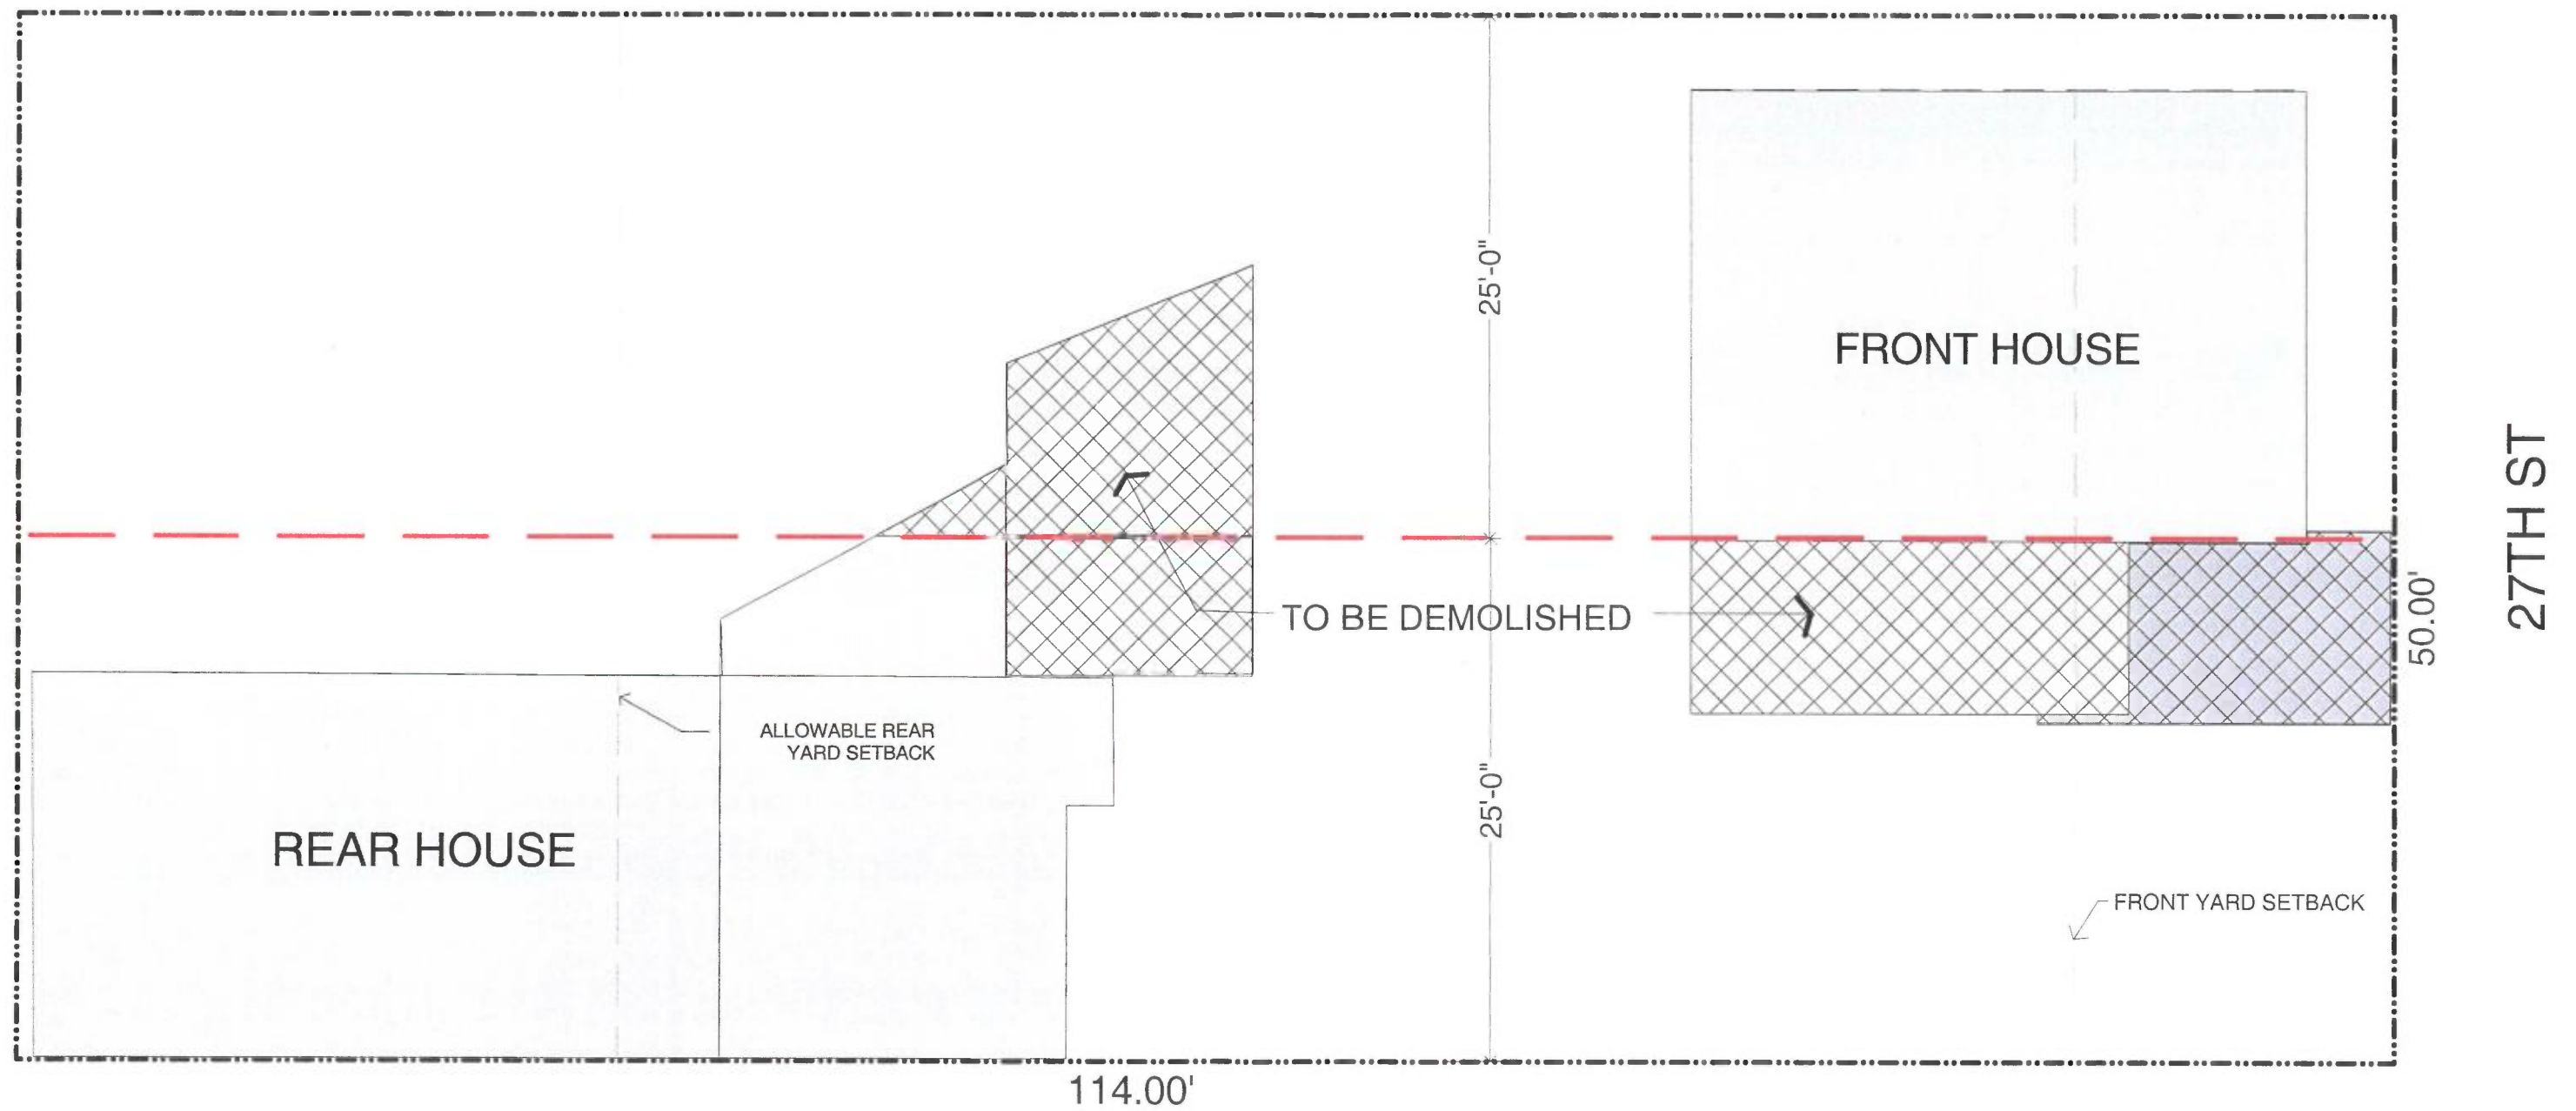 25'-0"
FRONT HOUSE
27TH ST
50.00'
TO BE DEMOLISHED
ALLOWABLE REAR
YARD SETBACK
25'-0"
REAR HOUSE
FRONT YARD SETBACK
114.00'